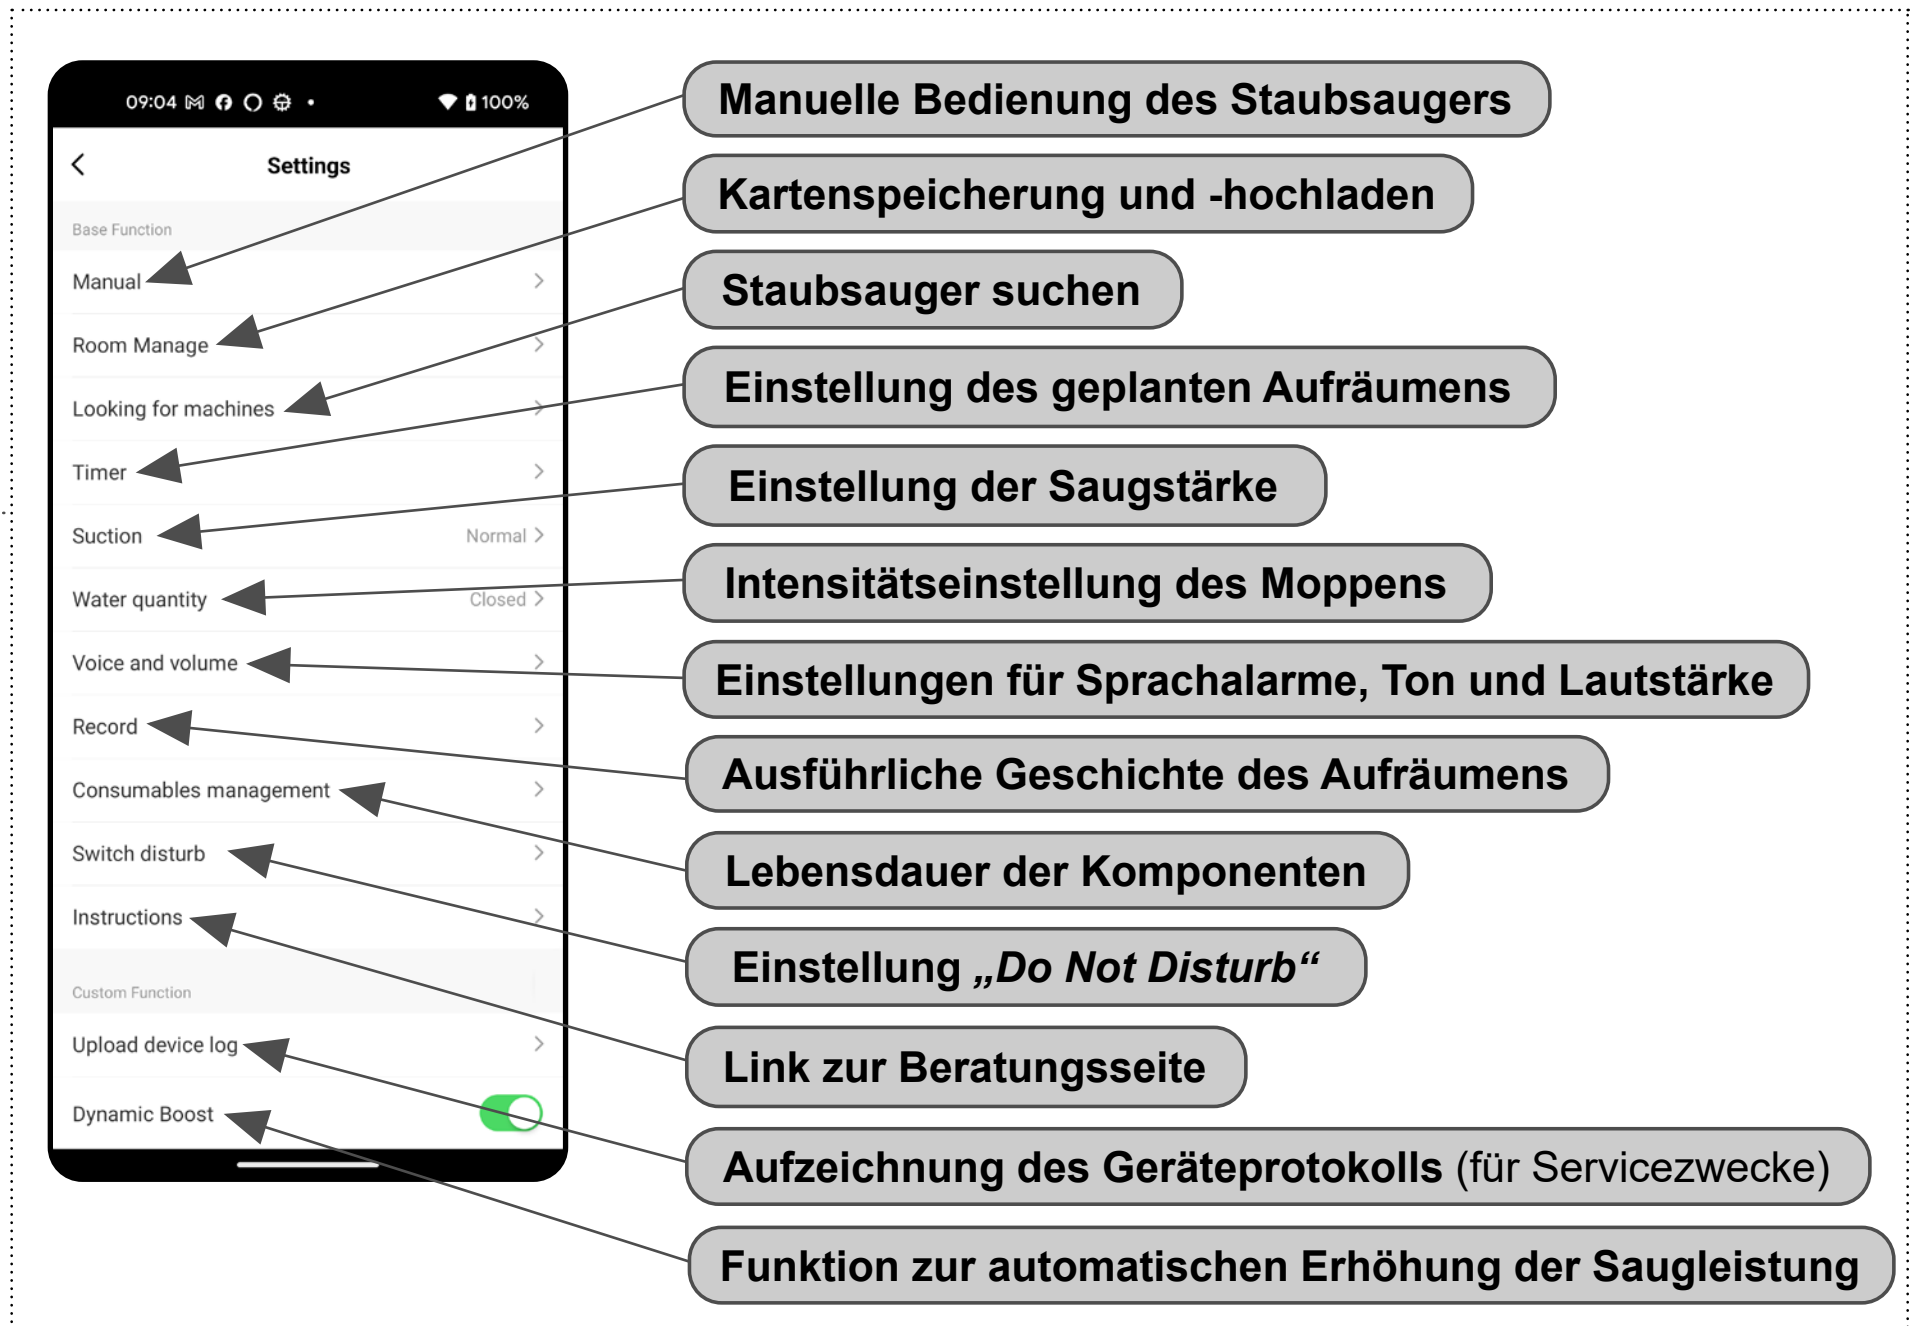 09:04
100%
Settings
Base Function
Manual
Room Manage
Looking for machines
Timer
Suction
Normal
Water quantity
Closed
Voice and volume
Record
Consumables management
Switch disturb
Instructions
Custom Function
Upload device log
Dynamic Boost
Manuelle Bedienung des Staubsaugers
Kartenspeicherung und -hochladen
Staubsauger suchen
Einstellung des geplanten Aufräumens
Einstellung der Saugstärke
Intensitätseinstellung des Moppens
Einstellungen für Sprachalarme, Ton und Lautstärke
Ausführliche Geschichte des Aufräumens
Lebensdauer der Komponenten
Einstellung „Do Not Disturb“
Link zur Beratungsseite
Aufzeichnung des Geräteprotokolls (für Servicezwecke)
Funktion zur automatischen Erhöhung der Saugleistung